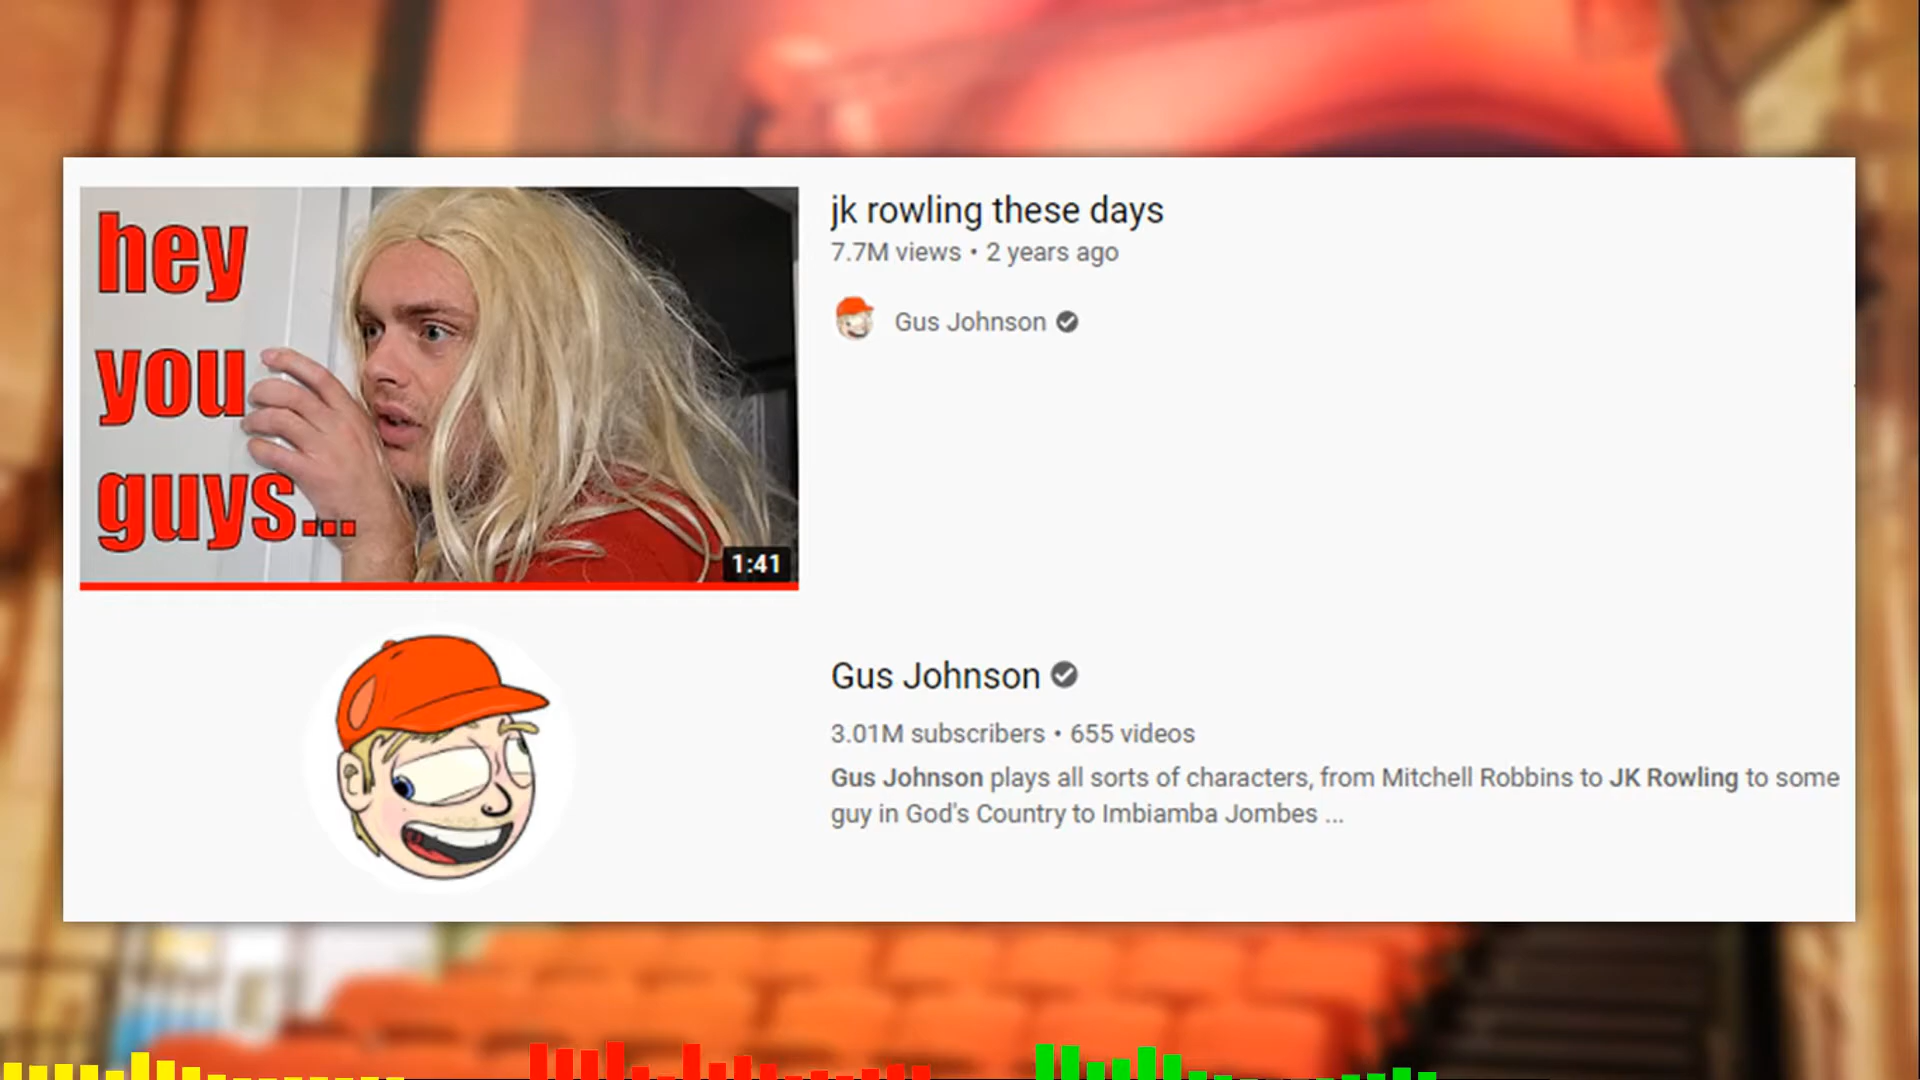 hey
you
guys...
1:41
jk rowling these days
7.7M views • 2 years ago
Gus Johnson
Gus Johnson
3.01M subscribers • 655 videos
Gus Johnson plays all sorts of characters, from Mitchell Robbins to JK Rowling to some
guy in God's Country to Imbiamba Jombes ...